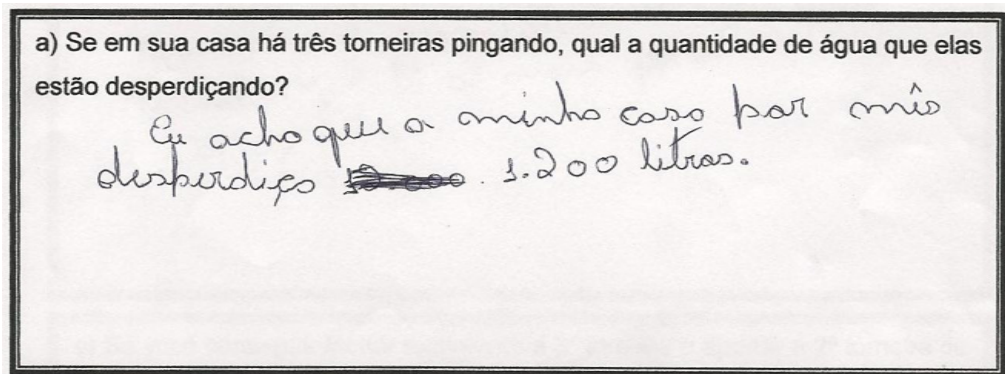 a) Se em sua casa há três torneiras pingando, qual a quantidade de água que elas
estão desperdiçando?
Eu acho que a minha casa por mês
desperdiça 1.200 litros.